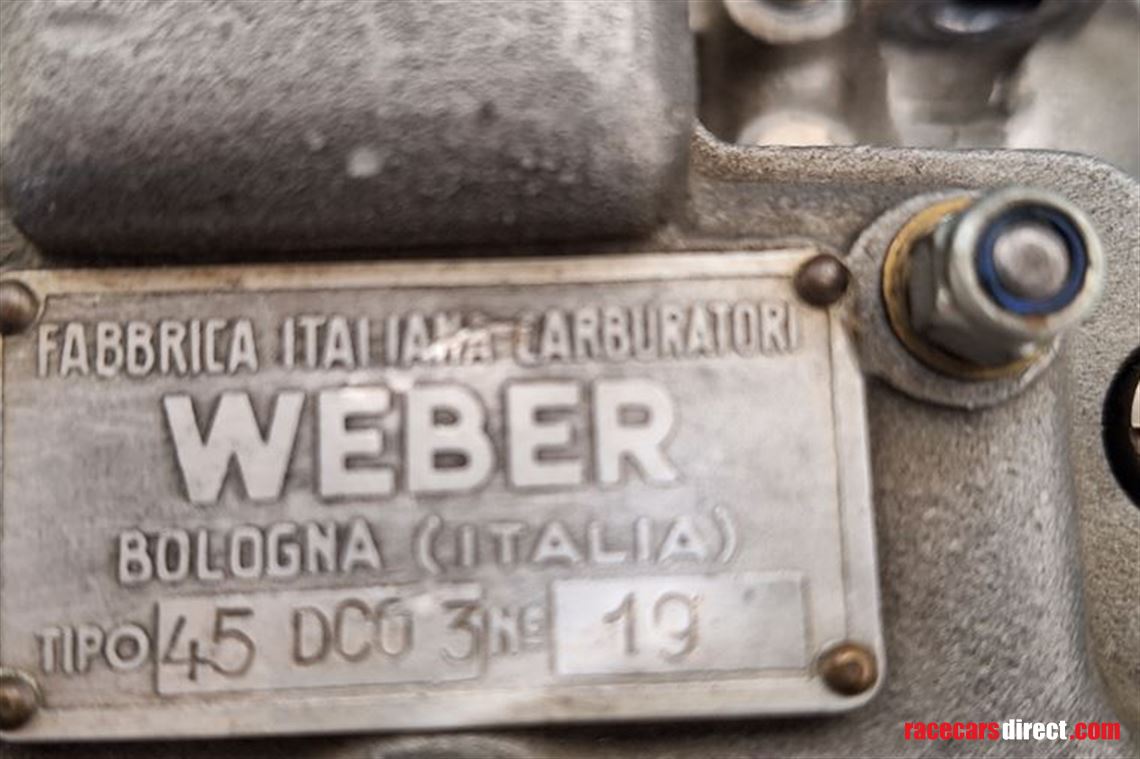 FABBRICA ITALIANA CARBURATORI
WEBER
BOLOGNA (ITALIA)
TIPO 45 DCO 3 Nº 19
racecarsdirect.com